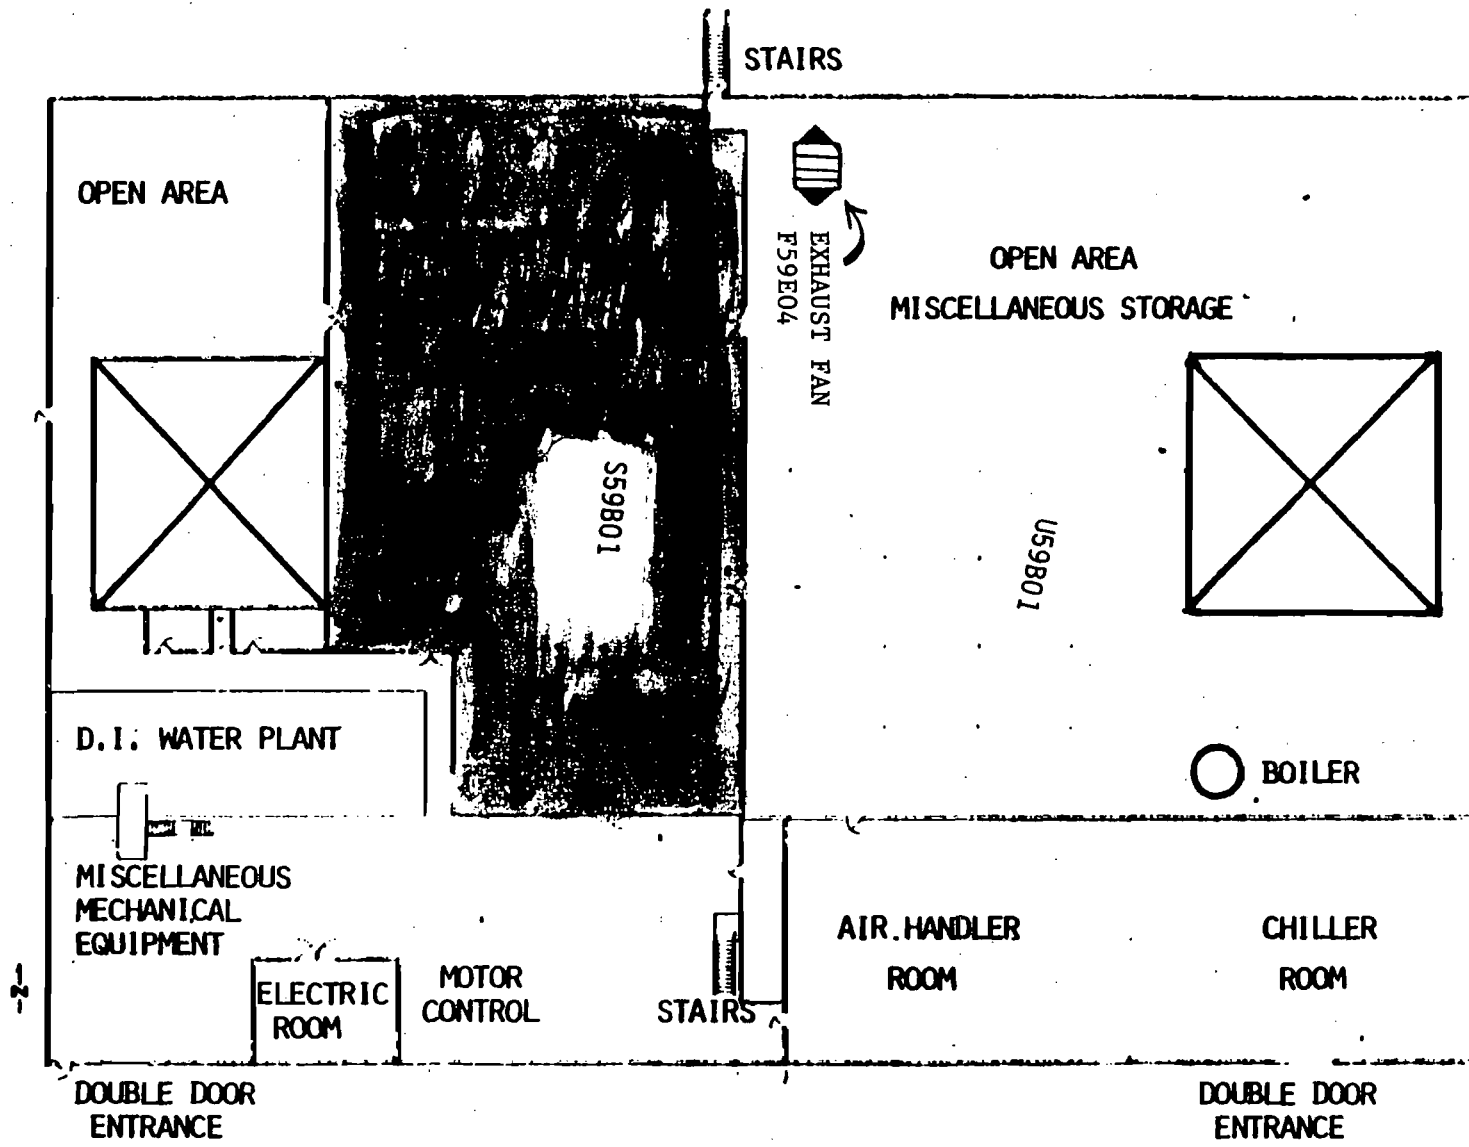 STAIRS
OPEN AREA
EXHAUST FAN
F59E04
OPEN AREA
MISCELLANEOUS STORAGE
S59B01
U59B01
D.I. WATER PLANT
BOILER
MISCELLANEOUS
MECHANICAL
EQUIPMENT
ELECTRIC
ROOM
MOTOR
CONTROL
STAIRS
AIR HANDLER
ROOM
CHILLER
ROOM
-2-
DOUBLE DOOR
ENTRANCE
DOUBLE DOOR
ENTRANCE